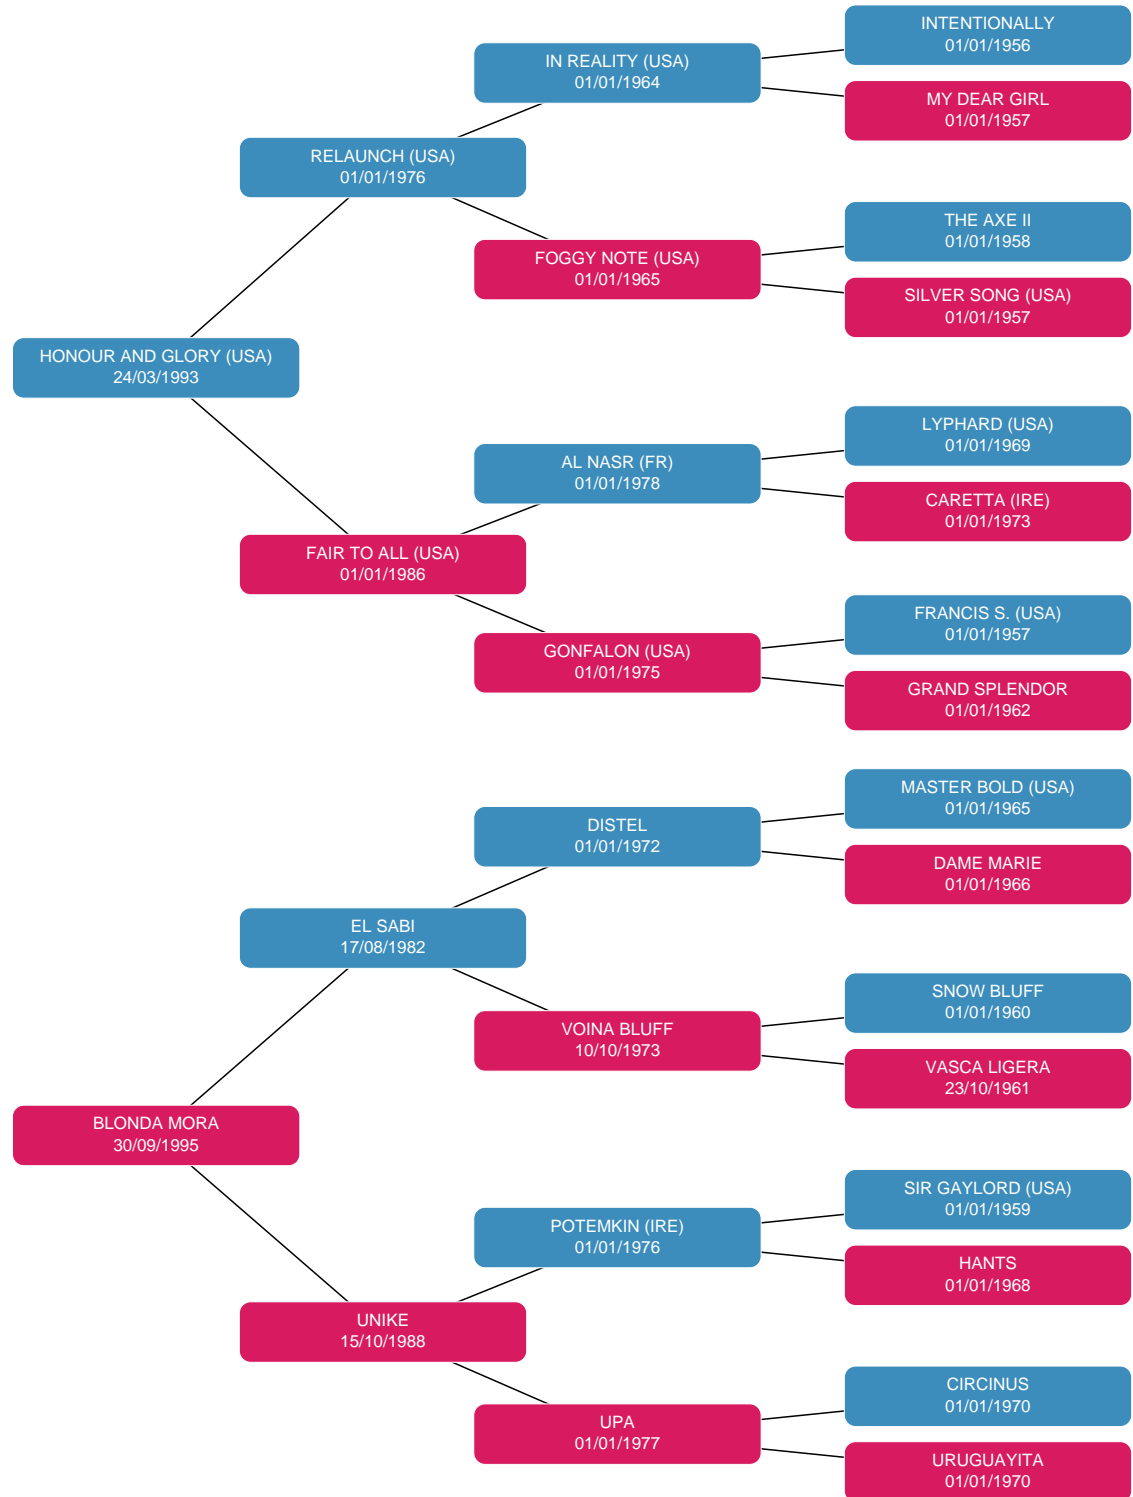 INTENTIONALLY
01/01/1956
IN REALITY (USA)
01/01/1964
MY DEAR GIRL
01/01/1957
RELAUNCH (USA)
01/01/1976
THE AXE II
01/01/1958
FOGGY NOTE (USA)
01/01/1965
SILVER SONG (USA)
01/01/1957
HONOUR AND GLORY (USA)
24/03/1993
LYPHARD (USA)
01/01/1969
AL NASR (FR)
01/01/1978
CARETTA (IRE)
01/01/1973
FAIR TO ALL (USA)
01/01/1986
FRANCIS S. (USA)
01/01/1957
GONFALON (USA)
01/01/1975
GRAND SPLENDOR
01/01/1962
MASTER BOLD (USA)
01/01/1965
DISTEL
01/01/1972
DAME MARIE
01/01/1966
EL SABI
17/08/1982
SNOW BLUFF
01/01/1960
VOINA BLUFF
10/10/1973
VASCA LIGERA
23/10/1961
BLONDA MORA
30/09/1995
SIR GAYLORD (USA)
01/01/1959
POTEMKIN (IRE)
01/01/1976
HANTS
01/01/1968
UNIKE
15/10/1988
CIRCINUS
01/01/1970
UPA
01/01/1977
URUGUAYITA
01/01/1970